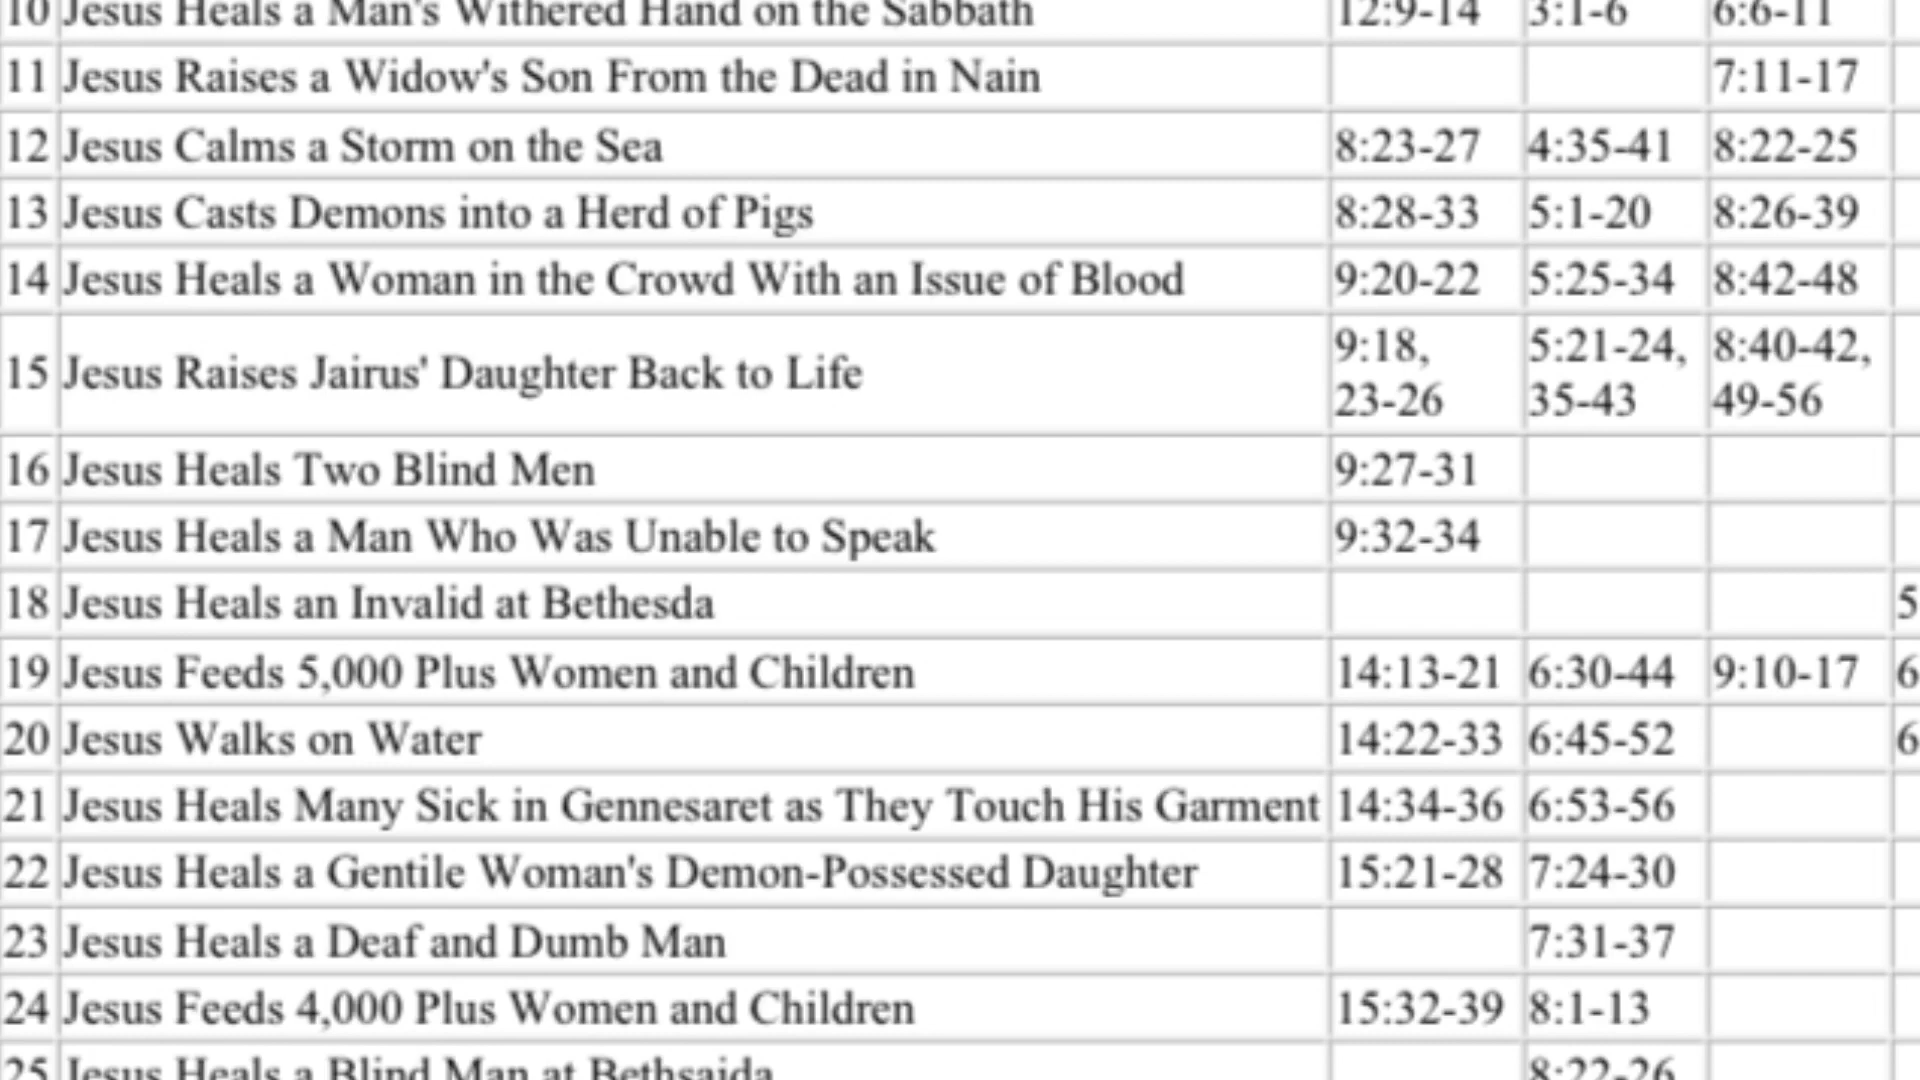 10 Jesus Heals a Man's Withered Hand on the Sabbath 12:9-14 3:1-6 6:6-11
11 Jesus Raises a Widow's Son From the Dead in Nain 7:11-17
12 Jesus Calms a Storm on the Sea 8:23-27 4:35-41 8:22-25
13 Jesus Casts Demons into a Herd of Pigs 8:28-33 5:1-20 8:26-39
14 Jesus Heals a Woman in the Crowd With an Issue of Blood 9:20-22 5:25-34 8:42-48
15 Jesus Raises Jairus' Daughter Back to Life 9:18, 5:21-24, 8:40-42,
23-26 35-43 49-56
16 Jesus Heals Two Blind Men 9:27-31
17 Jesus Heals a Man Who Was Unable to Speak 9:32-34
18 Jesus Heals an Invalid at Bethesda 5
19 Jesus Feeds 5,000 Plus Women and Children 14:13-21 6:30-44 9:10-17 6
20 Jesus Walks on Water 14:22-33 6:45-52 6
21 Jesus Heals Many Sick in Gennesaret as They Touch His Garment 14:34-36 6:53-56
22 Jesus Heals a Gentile Woman's Demon-Possessed Daughter 15:21-28 7:24-30
23 Jesus Heals a Deaf and Dumb Man 7:31-37
24 Jesus Feeds 4,000 Plus Women and Children 15:32-39 8:1-13
25 Jesus Heals a Blind Man at Bethsaida 8:22-26